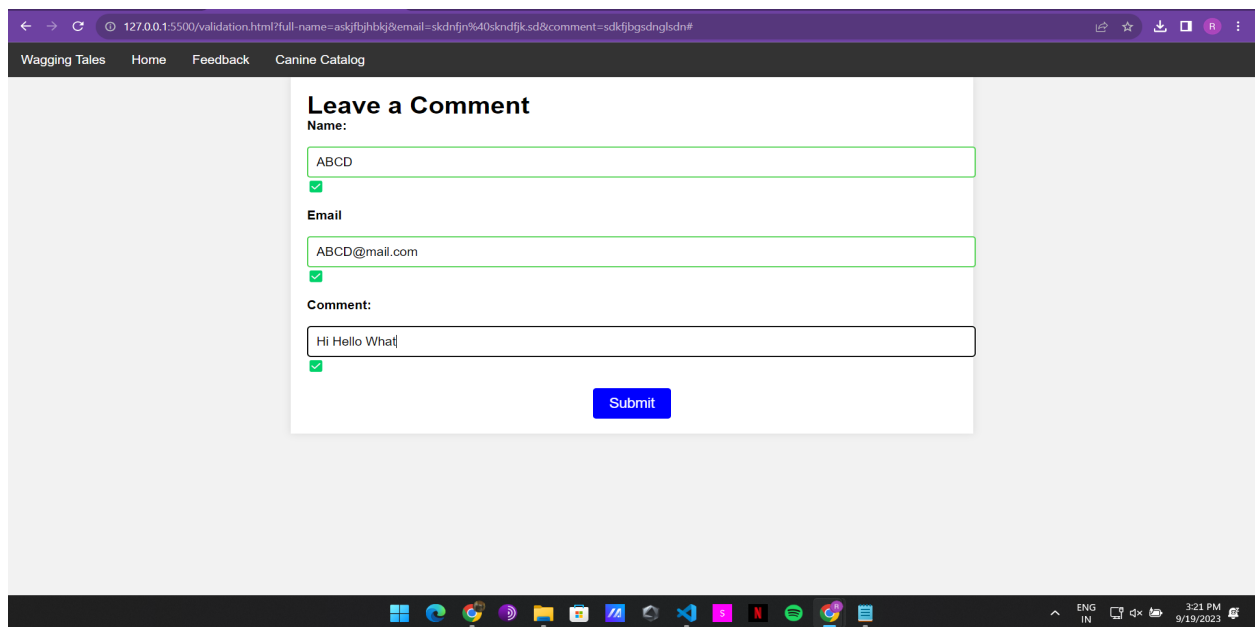 127.0.0.1:5500/validation.html?full-name=askjfbjhbkj&email=skdnfjn%40skndfjk.sd&comment=sdkfjbgsdnglsdn#
R
Wagging Tales Home Feedback Canine Catalog
Leave a Comment
Name:
ABCD
Email
ABCD@mail.com
Comment:
Hi Hello What
Submit
S N
ENG 3:21 PM
IN 9/19/2023